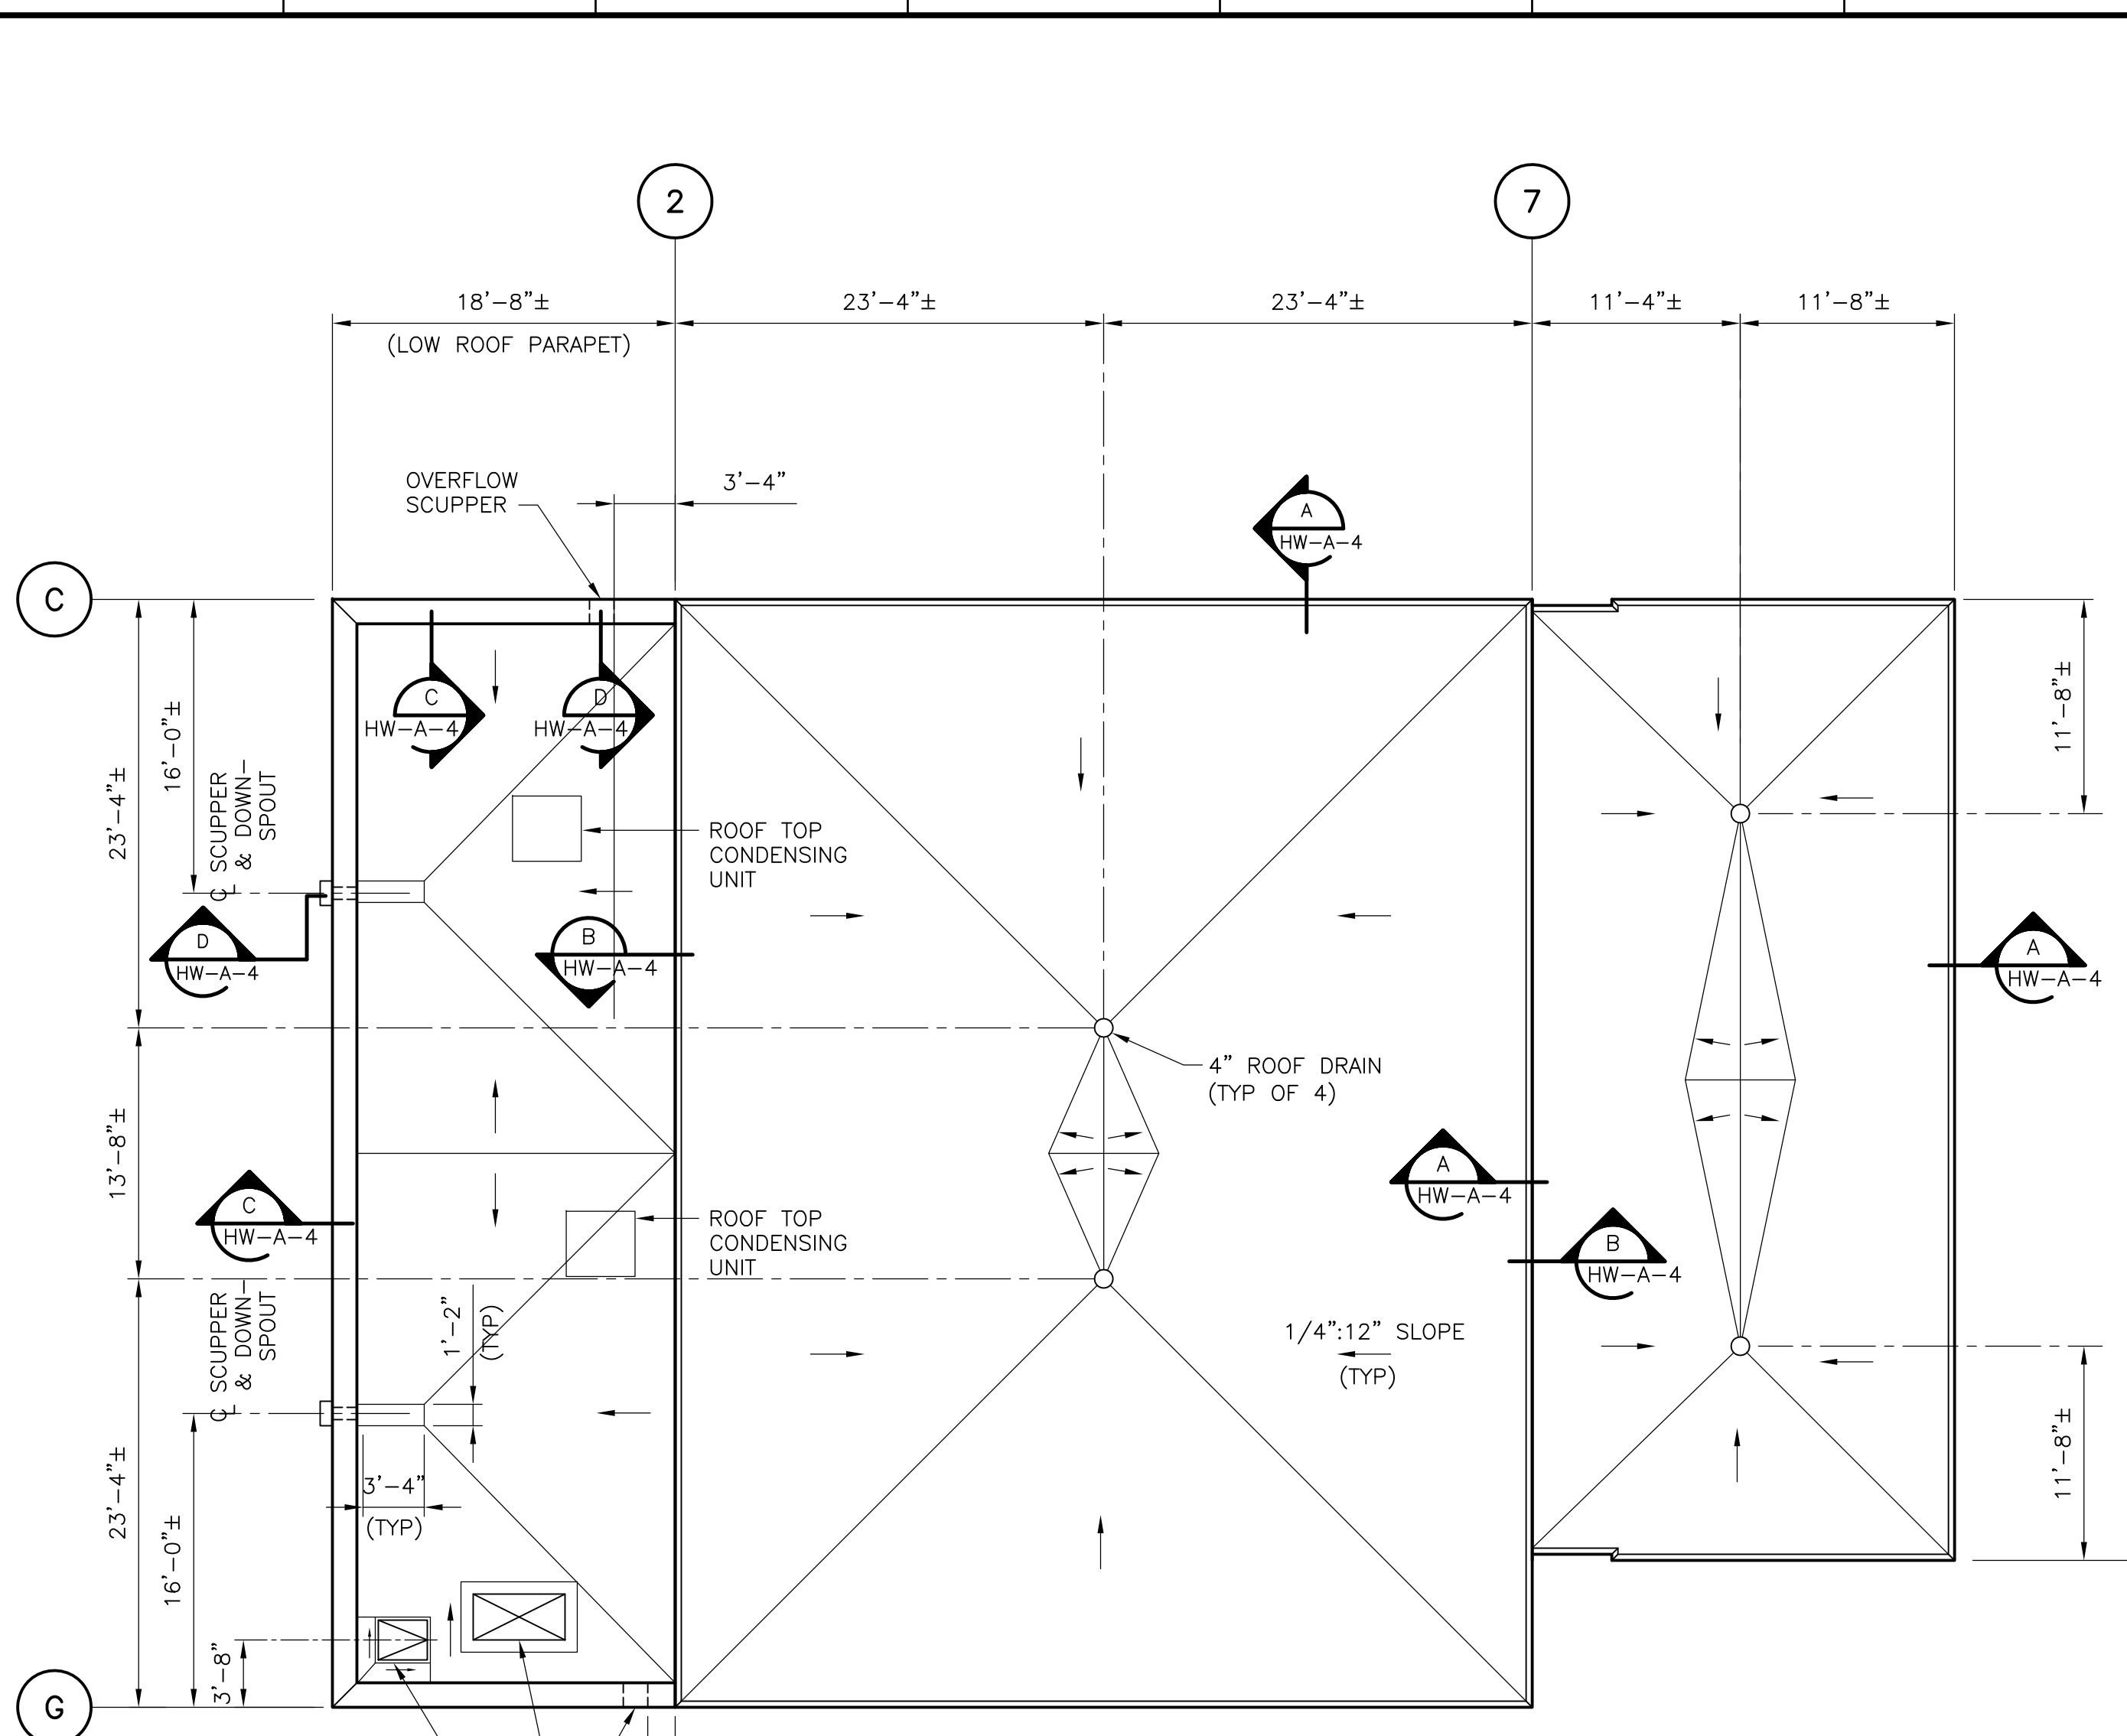 2
7
18'-8"±
23'-4"±
23'-4"±
11'-4"±
11'-8"±
(LOW ROOF PARAPET)
OVERFLOW
SCUPPER
3'-4"
A
HW-A-4
C
G
C
HW-A-4
D
HW-A-4
23'-4"±
16'-0"±
℄ SCUPPER
& DOWN-
SPOUT
11'-8"±
ROOF TOP
CONDENSING
UNIT
D
HW-A-4
B
HW-A-4
A
HW-A-4
4" ROOF DRAIN
(TYP OF 4)
13'-8"±
A
HW-A-4
C
HW-A-4
ROOF TOP
CONDENSING
UNIT
B
HW-A-4
℄ SCUPPER
& DOWN-
SPOUT
1'-2"
(TYP)
1/4":12" SLOPE
(TYP)
23'-4"±
16'-0"±
3'-4"
(TYP)
11'-8"±
3'-8"